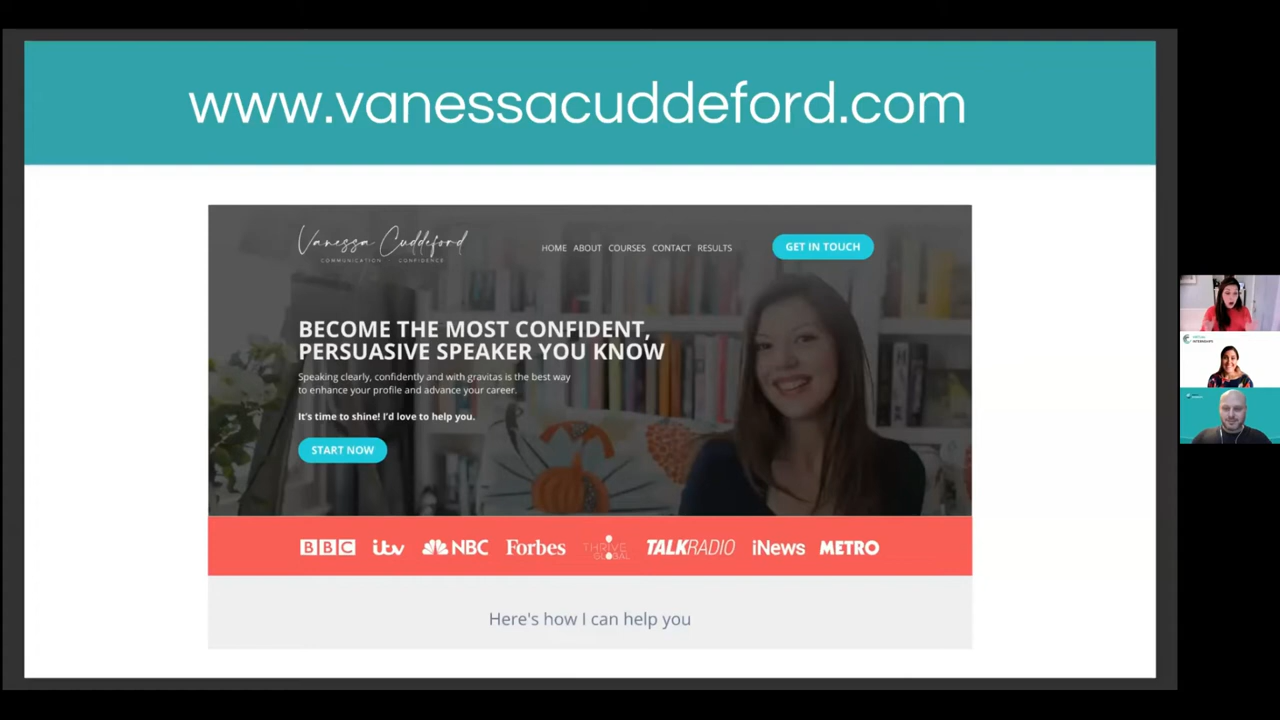 www.vanessacuddeford.com
Vanessa Cuddeford
COMMUNICATION CONFIDENCE
HOME ABOUT COURSES CONTACT RESULTS
GET IN TOUCH
BECOME THE MOST CONFIDENT,
PERSUASIVE SPEAKER YOU KNOW
Speaking clearly, confidently and with gravitas is the best way
to enhance your profile and advance your career.
It's time to shine! I'd love to help you.
START NOW
BBC itv NBC Forbes THRIVE GLOBAL TALKRADIO iNews METRO
Here's how I can help you